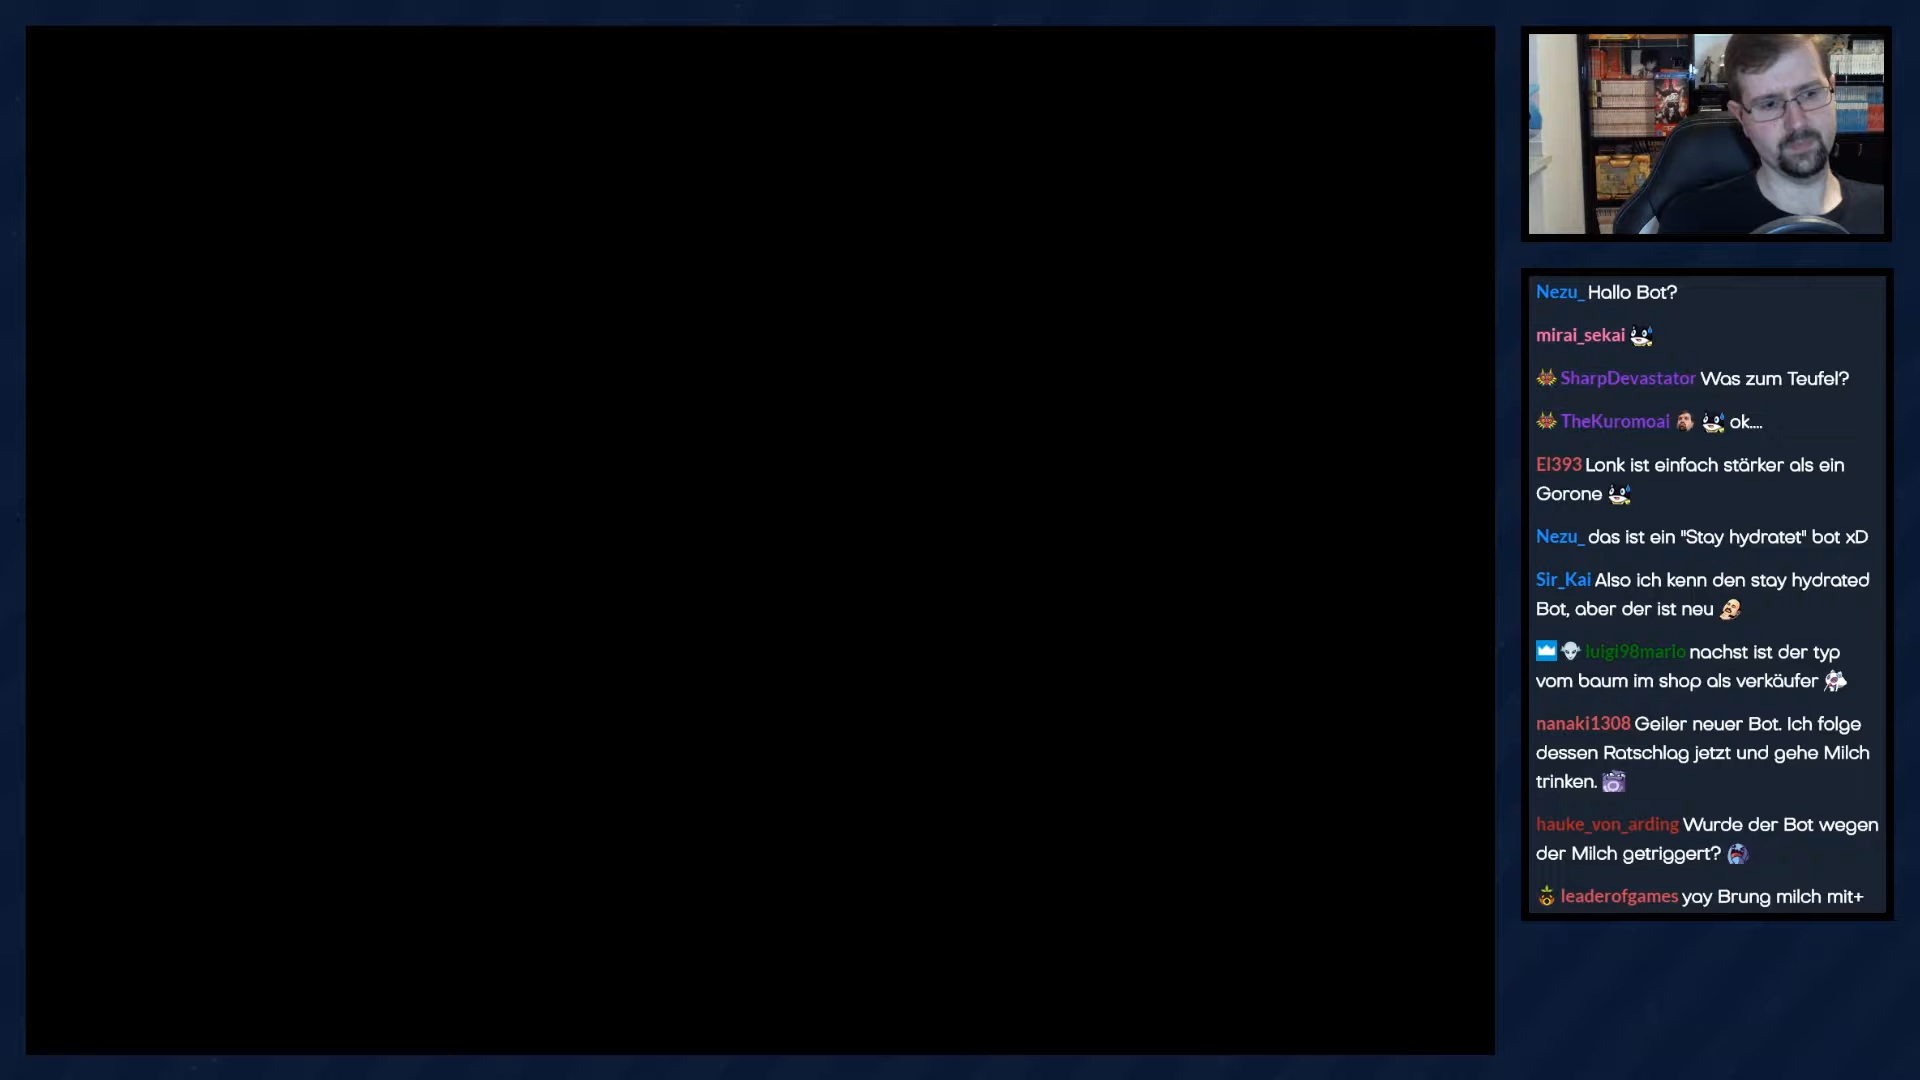 Nezu_ Hallo Bot?
mirai_sekai
SharpDevastator Was zum Teufel?
TheKuromoai ok....
El393 Lonk ist einfach stärker als ein
Gorone
Nezu_ das ist ein "Stay hydratet" bot xD
Sir_Kai Also ich kenn den stay hydrated
Bot, aber der ist neu
luigi98mario nachst ist der typ
vom baum im shop als verkäufer
nanaki1308 Geiler neuer Bot. Ich folge
dessen Ratschlag jetzt und gehe Milch
trinken.
hauke_von_arding Wurde der Bot wegen
der Milch getriggert?
leaderofgames yay Brung milch mit+